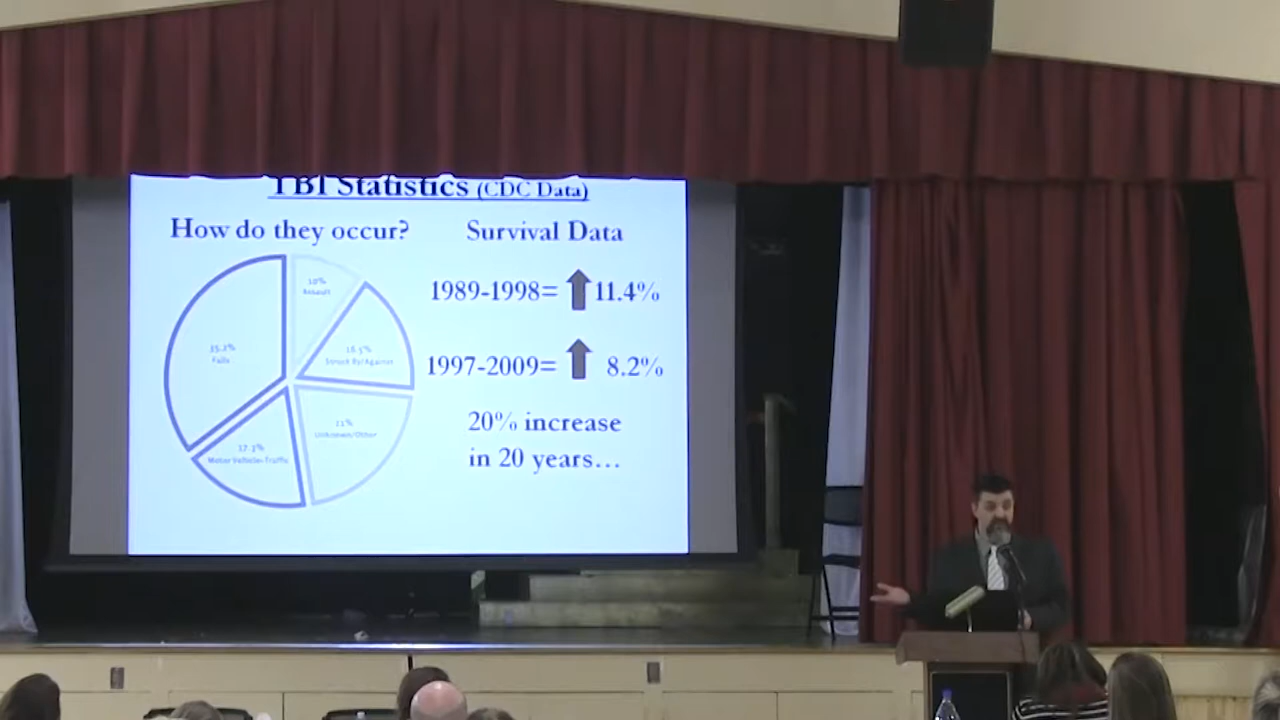 TBI Statistics (CDC Data)
How do they occur?
Survival Data
1989-1998= 11.4%
1997-2009= 8.2%
20% increase
in 20 years...
10%
Assault
16.5%
Struck By/Against
21%
Unknown/Other
17.3%
Motor Vehicle-Traffic
35.2%
Falls